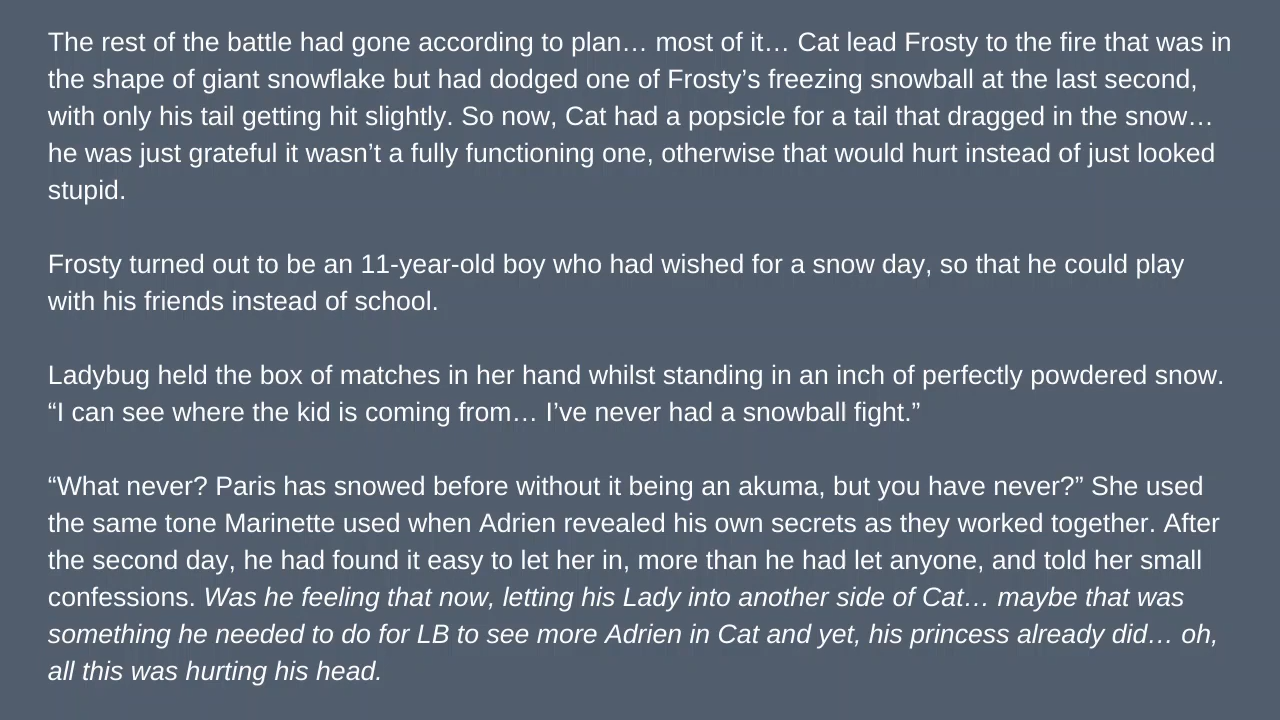 The rest of the battle had gone according to plan… most of it… Cat lead Frosty to the fire that was in
the shape of giant snowflake but had dodged one of Frosty’s freezing snowball at the last second,
with only his tail getting hit slightly. So now, Cat had a popsicle for a tail that dragged in the snow…
he was just grateful it wasn’t a fully functioning one, otherwise that would hurt instead of just looked
stupid.
Frosty turned out to be an 11-year-old boy who had wished for a snow day, so that he could play
with his friends instead of school.
Ladybug held the box of matches in her hand whilst standing in an inch of perfectly powdered snow.
“I can see where the kid is coming from… I’ve never had a snowball fight.”
“What never? Paris has snowed before without it being an akuma, but you have never?” She used
the same tone Marinette used when Adrien revealed his own secrets as they worked together. After
the second day, he had found it easy to let her in, more than he had let anyone, and told her small
confessions. Was he feeling that now, letting his Lady into another side of Cat… maybe that was
something he needed to do for LB to see more Adrien in Cat and yet, his princess already did… oh,
all this was hurting his head.